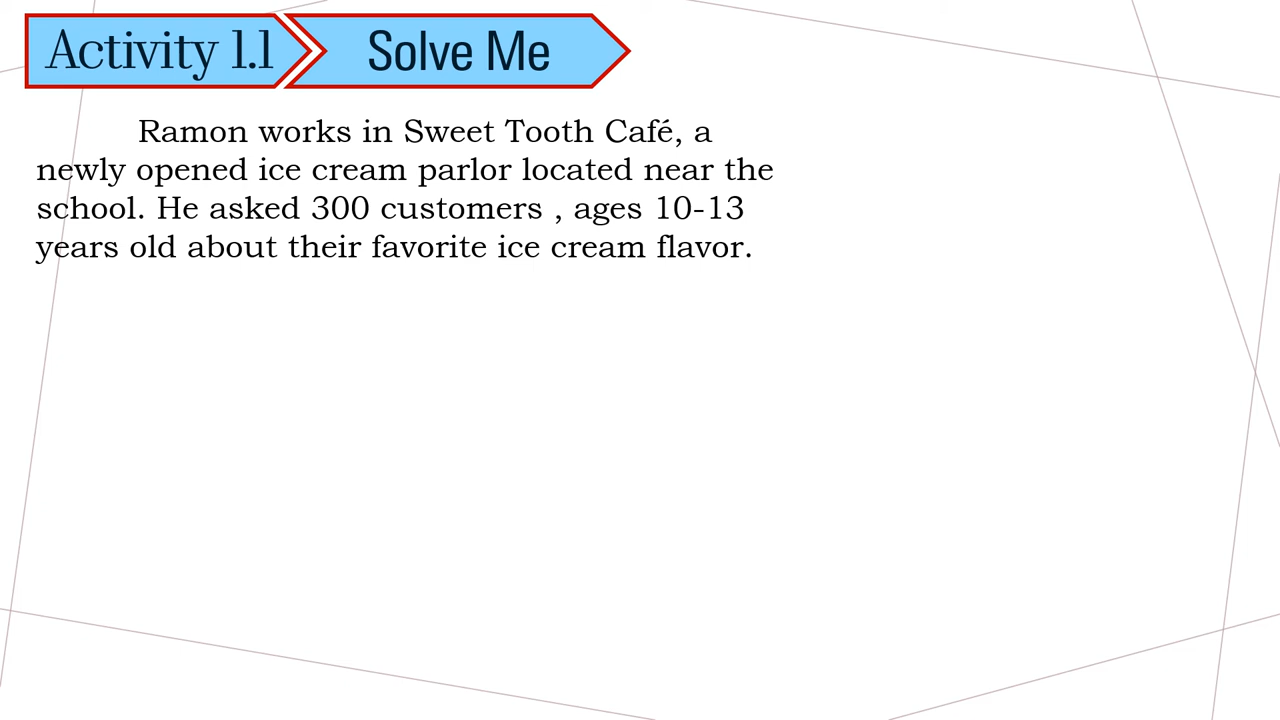 Activity 1.1 Solve Me
Ramon works in Sweet Tooth Café, a
newly opened ice cream parlor located near the
school. He asked 300 customers , ages 10-13
years old about their favorite ice cream flavor.